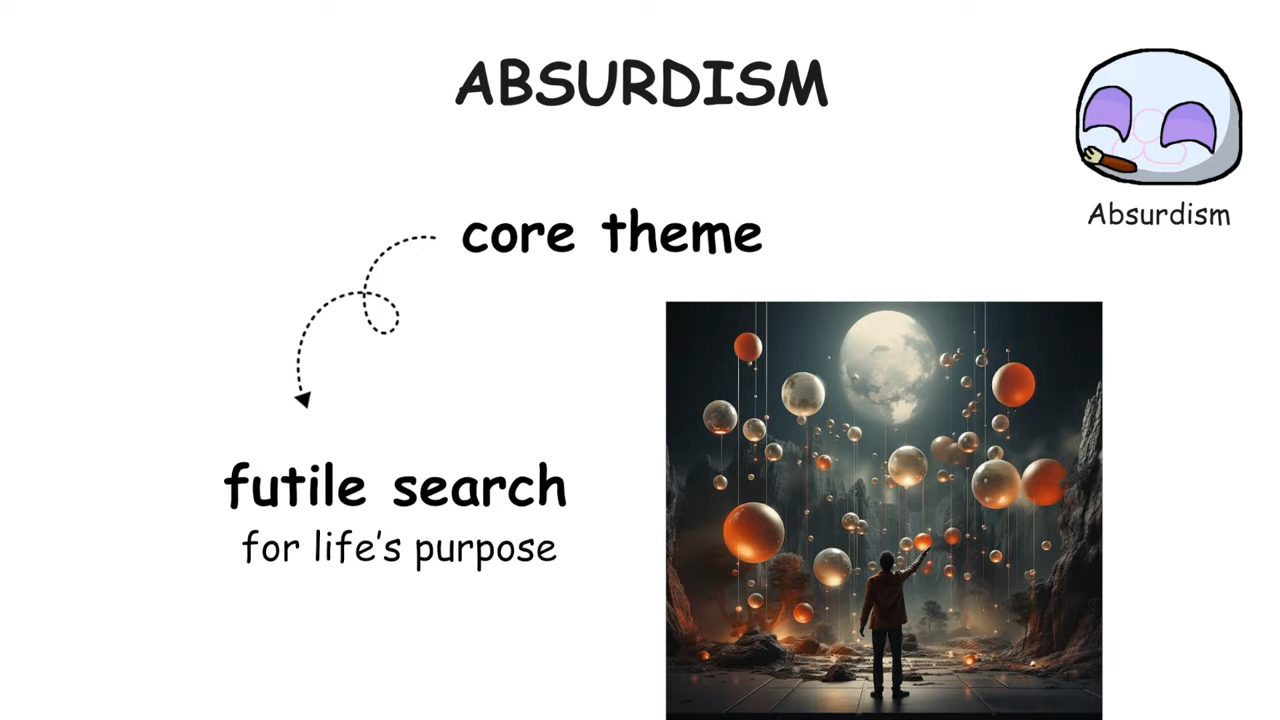 ABSURDISM
Absurdism
core theme
futile search
for life's purpose